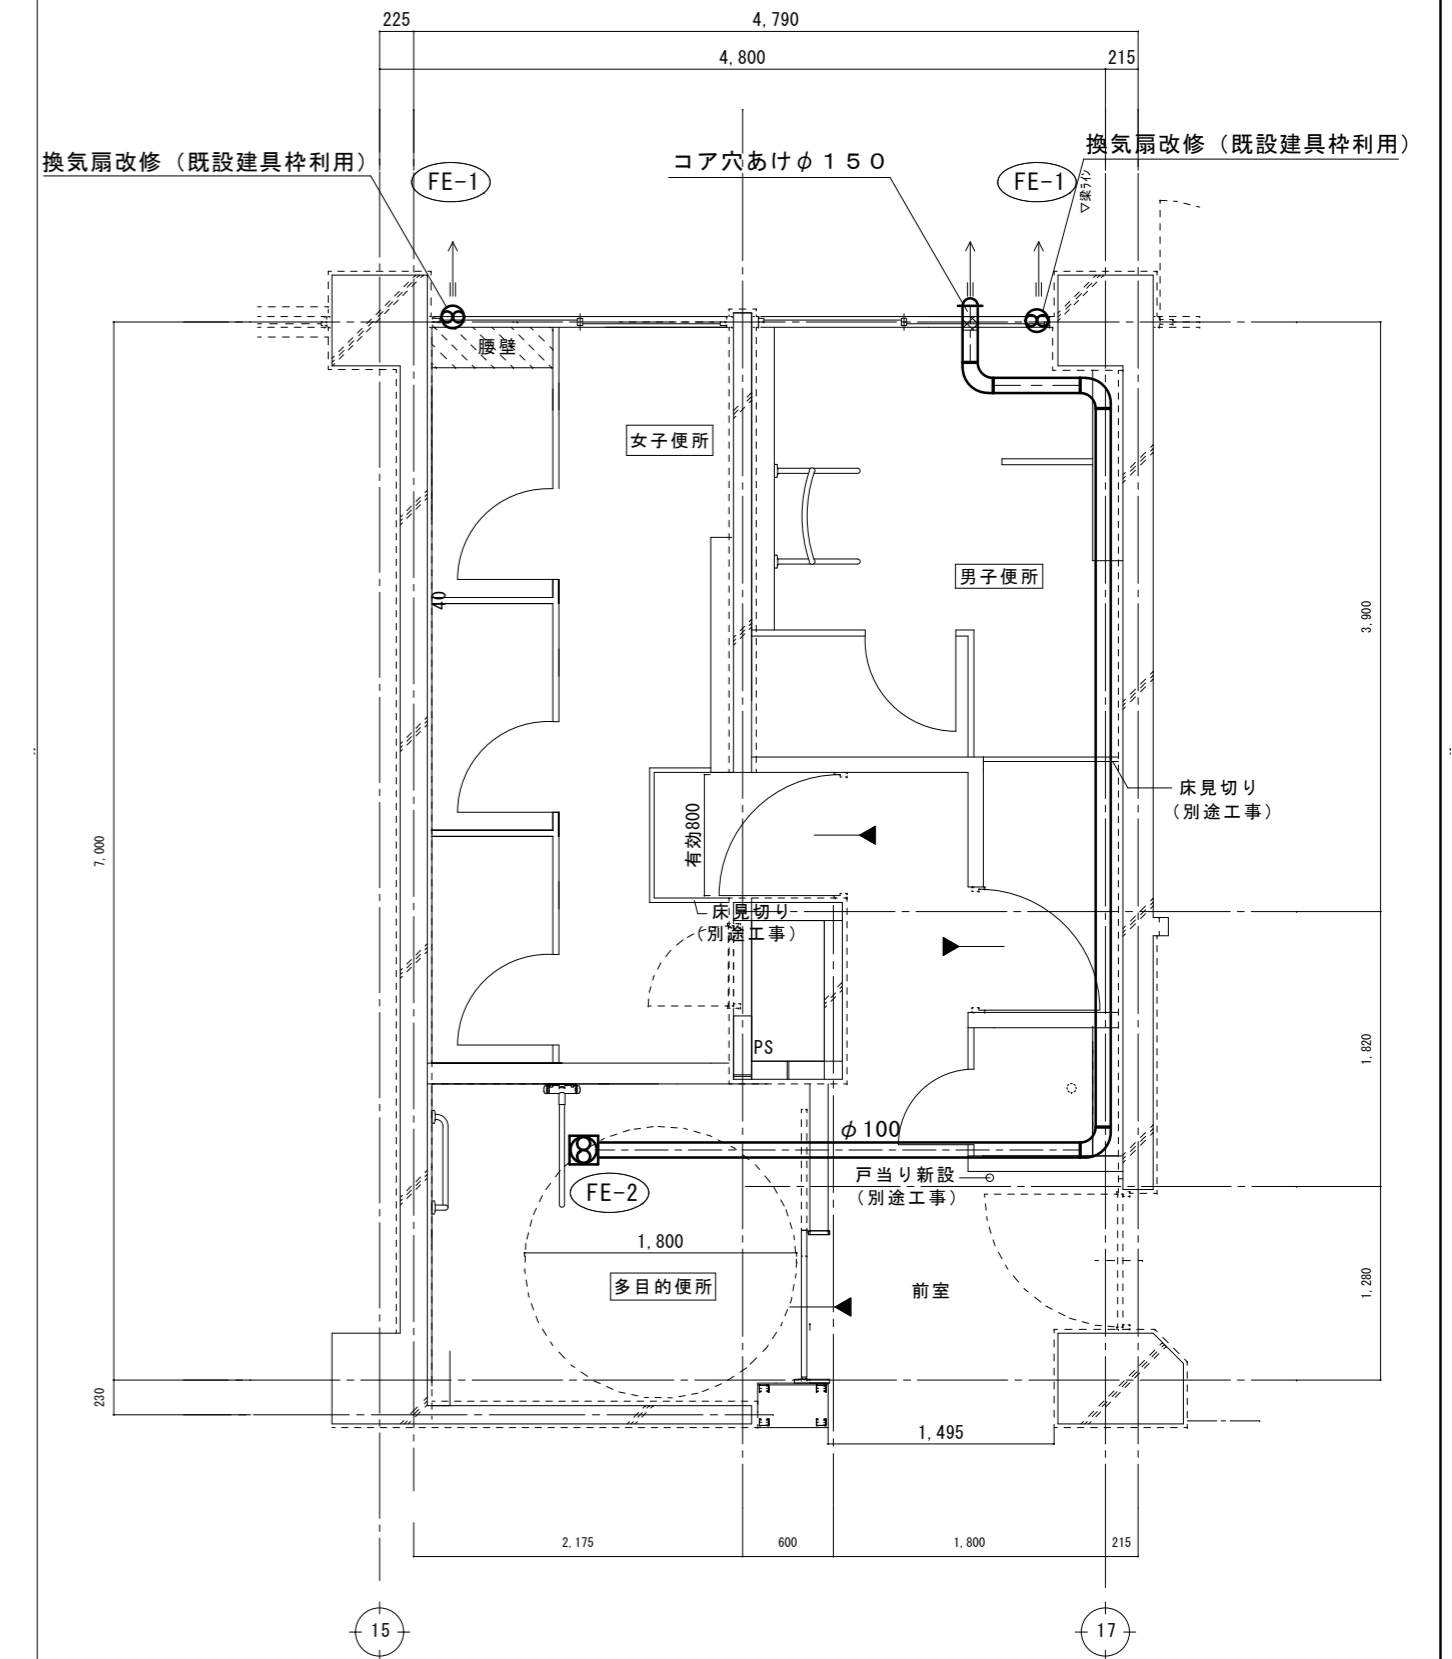 225
4,790
4,800
215
換気扇改修（既設建具枠利用）
FE-1
コア穴あけφ１５０
FE-1
換気扇改修（既設建具枠利用）
▽梁ﾗｲﾝ
腰壁
女子便所
男子便所
40
3,900
床見切り
（別途工事）
7,000
有効800
床見切り
（別途工事）
PS
1,820
φ100
戸当り新設
（別途工事）
FE-2
1,800
多目的便所
前室
1,280
230
1,495
2,175
600
1,800
215
15
17